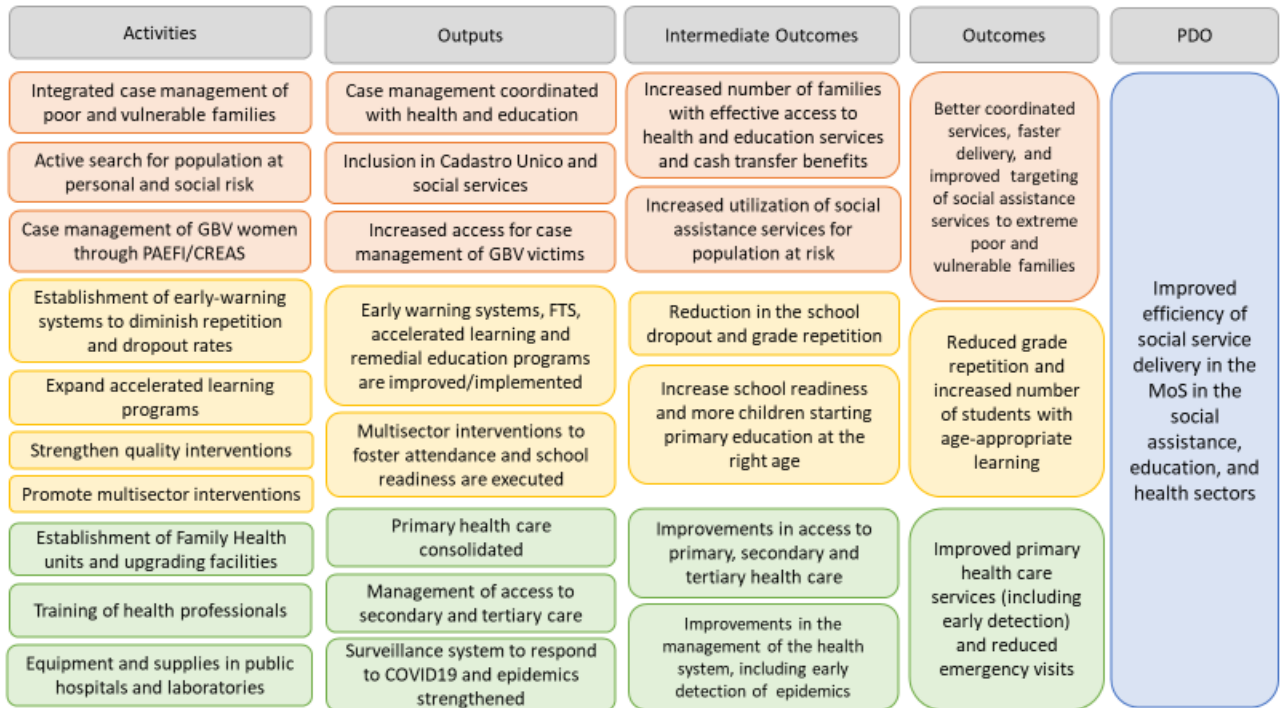 Activities
Outputs
Intermediate Outcomes
Outcomes
PDO
Integrated case management of
poor and vulnerable families
Active search for population at
personal and social risk
Case management of GBV women
through PAEFI/CREAS
Establishment of early-warning
systems to diminish repetition
and dropout rates
Expand accelerated learning
programs
Strengthen quality interventions
Promote multisector interventions
Establishment of Family Health
units and upgrading facilities
Training of health professionals
Equipment and supplies in public
hospitals and laboratories
Case management coordinated
with health and education
Inclusion in Cadastro Unico and
social services
Increased access for case
management of GBV victims
Early warning systems, FTS,
accelerated learning and
remedial education programs
are improved/implemented
Multisector interventions to
foster attendance and school
readiness are executed
Primary health care
consolidated
Management of access to
secondary and tertiary care
Surveillance system to respond
to COVID19 and epidemics
strengthened
Increased number of families
with effective access to
health and education services
and cash transfer benefits
Increased utilization of social
assistance services for
population at risk
Reduction in the school
dropout and grade repetition
Increase school readiness
and more children starting
primary education at the
right age
Improvements in access to
primary, secondary and
tertiary health care
Improvements in the
management of the health
system, including early
detection of epidemics
Better coordinated
services, faster
delivery, and
improved targeting
of social assistance
services to extreme
poor and
vulnerable families
Reduced grade
repetition and
increased number
of students with
age-appropriate
learning
Improved primary
health care
services (including
early detection)
and reduced
emergency visits
Improved
efficiency of
social service
delivery in the
MoS in the
social
assistance,
education, and
health sectors